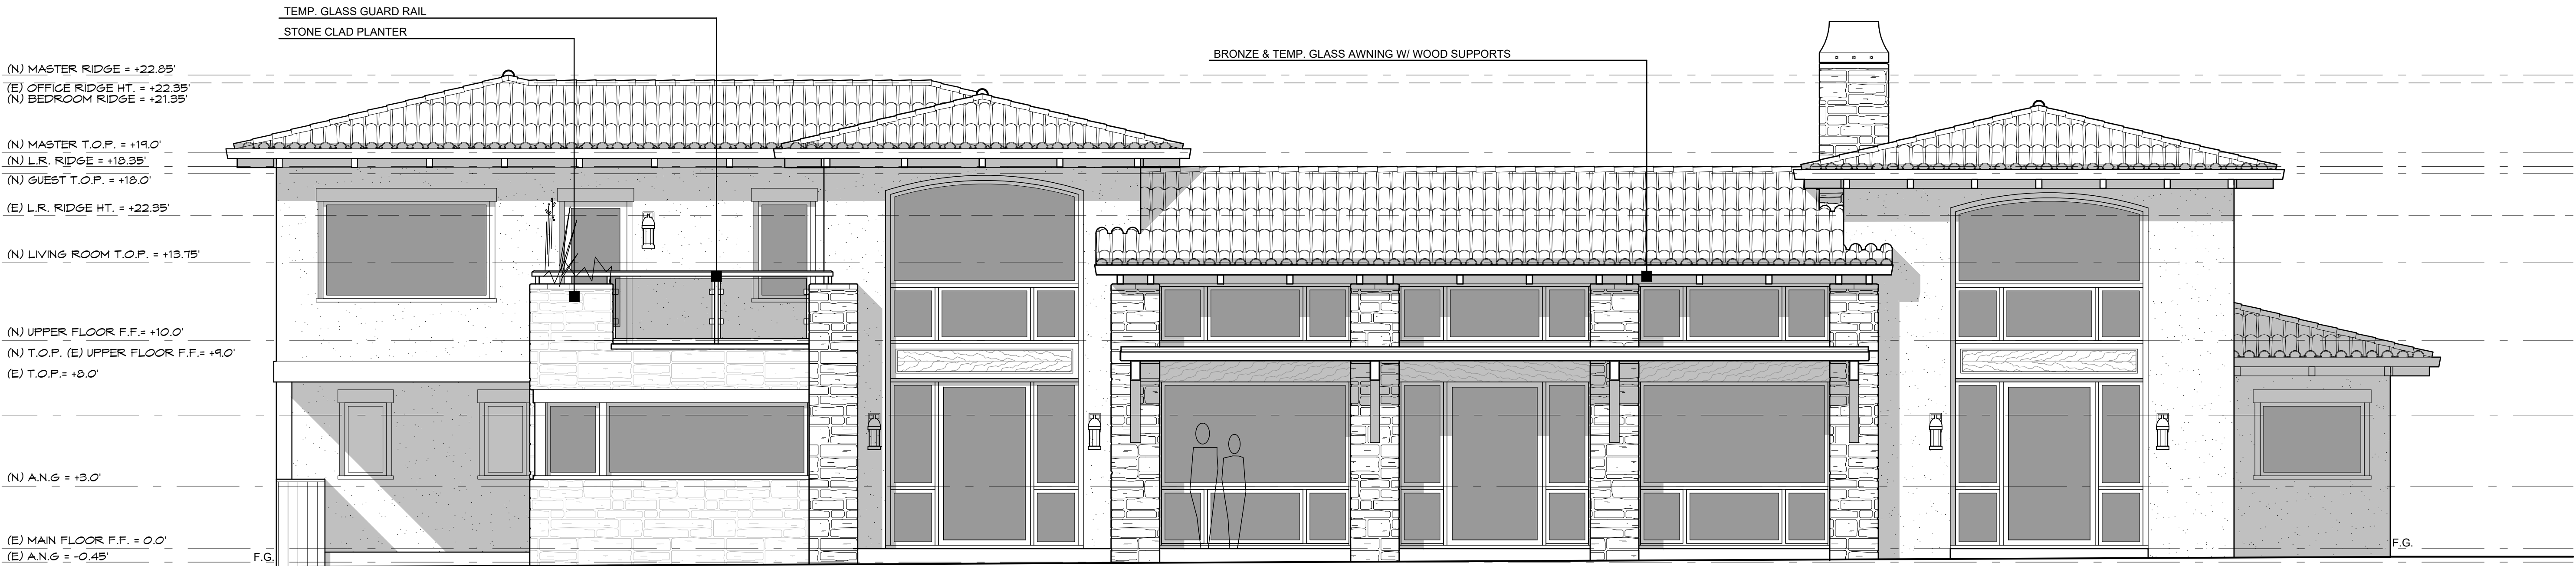 TEMP. GLASS GUARD RAIL
STONE CLAD PLANTER
BRONZE & TEMP. GLASS AWNING W/ WOOD SUPPORTS
(N) MASTER RIDGE = +22.85'
(E) OFFICE RIDGE HT. = +22.35'
(N) BEDROOM RIDGE = +21.35'
(N) MASTER T.O.P. = +19.0'
(N) L.R. RIDGE = +18.35'
(N) GUEST T.O.P. = +18.0'
(E) L.R. RIDGE HT. = +22.35'
(N) LIVING ROOM T.O.P. = +13.75'
(N) UPPER FLOOR F.F.= +10.0'
(N) T.O.P. (E) UPPER FLOOR F.F.= +9.0'
(E) T.O.P.= +8.0'
(N) A.N.G = +3.0'
(E) MAIN FLOOR F.F. = 0.0'
(E) A.N.G = -0.45'
F.G.
F.G.